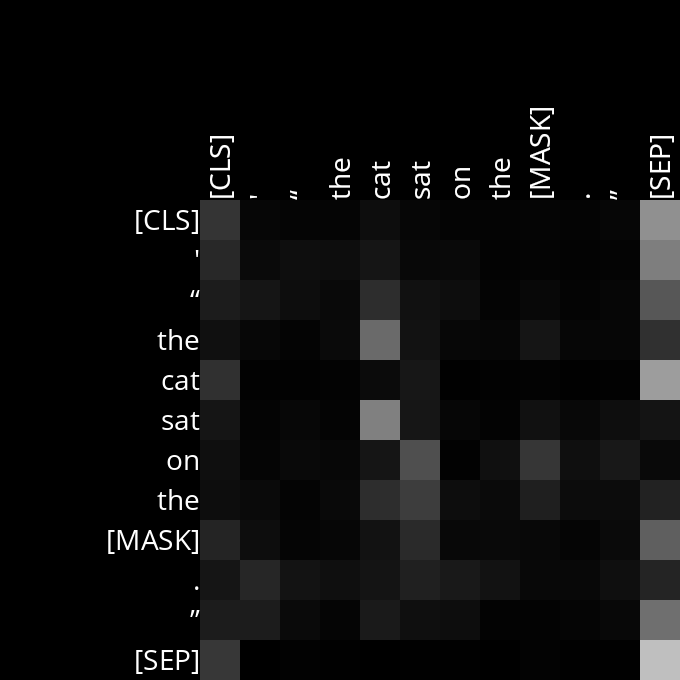 [CLS] ' “ the cat sat on the [MASK] . ” [SEP]
[CLS]
'
“
the
cat
sat
on
the
[MASK]
.
”
[SEP]